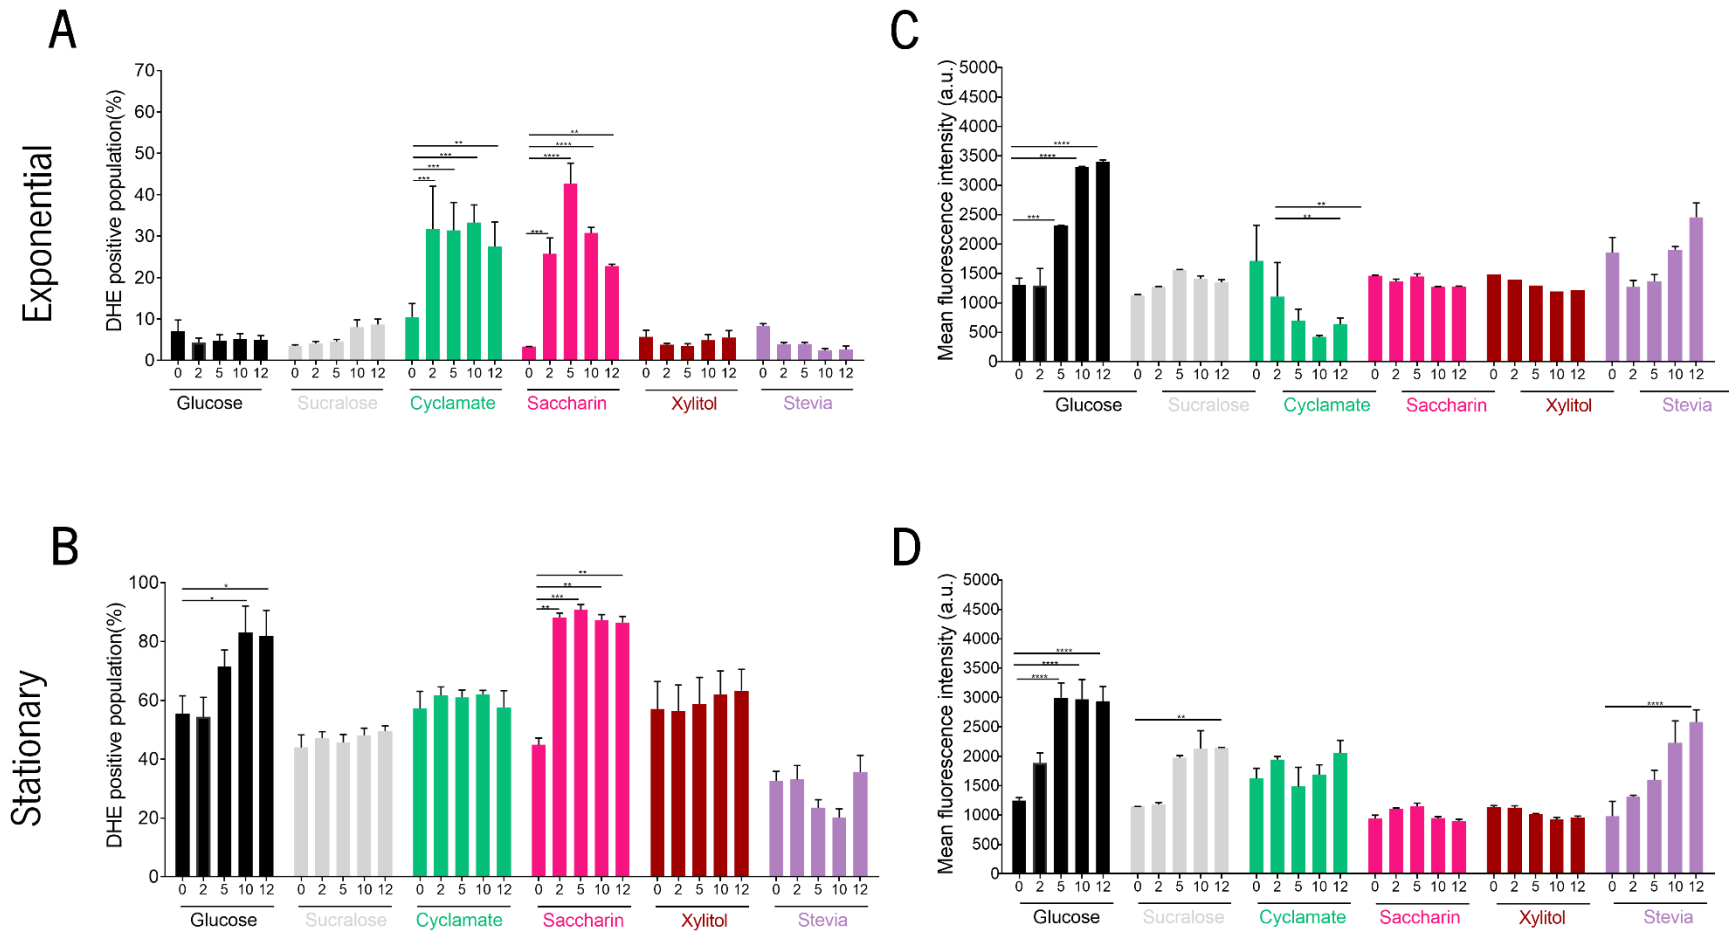 A
Exponential
DHE positive population(%)
70
60
50
40
30
20
10
0
** *** *** ***
** **** **** ***
0 2 5 10 12 0 2 5 10 12 0 2 5 10 12 0 2 5 10 12 0 2 5 10 12 0 2 5 10 12
Glucose Sucralose Cyclamate Saccharin Xylitol Stevia
C
Mean fluorescence intensity (a.u.)
5000
4500
4000
3500
3000
2500
2000
1500
1000
500
0
**** **** ***
** **
0 2 5 10 12 0 2 5 10 12 0 2 5 10 12 0 2 5 10 12 0 2 5 10 12 0 2 5 10 12
Glucose Sucralose Cyclamate Saccharin Xylitol Stevia
B
Stationary
DHE positive population(%)
100
80
60
40
20
0
* *
** ** *** **
0 2 5 10 12 0 2 5 10 12 0 2 5 10 12 0 2 5 10 12 0 2 5 10 12 0 2 5 10 12
Glucose Sucralose Cyclamate Saccharin Xylitol Stevia
D
Mean fluorescence intensity (a.u.)
5000
4500
4000
3500
3000
2500
2000
1500
1000
500
0
**** **** ****
**
****
0 2 5 10 12 0 2 5 10 12 0 2 5 10 12 0 2 5 10 12 0 2 5 10 12 0 2 5 10 12
Glucose Sucralose Cyclamate Saccharin Xylitol Stevia